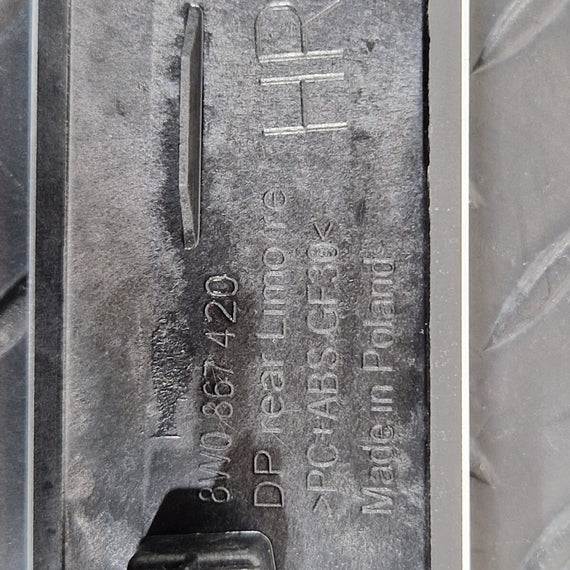 HR
8W0 867 420
DP rear Limo re
>PC+ABS-GF30<
Made in Poland